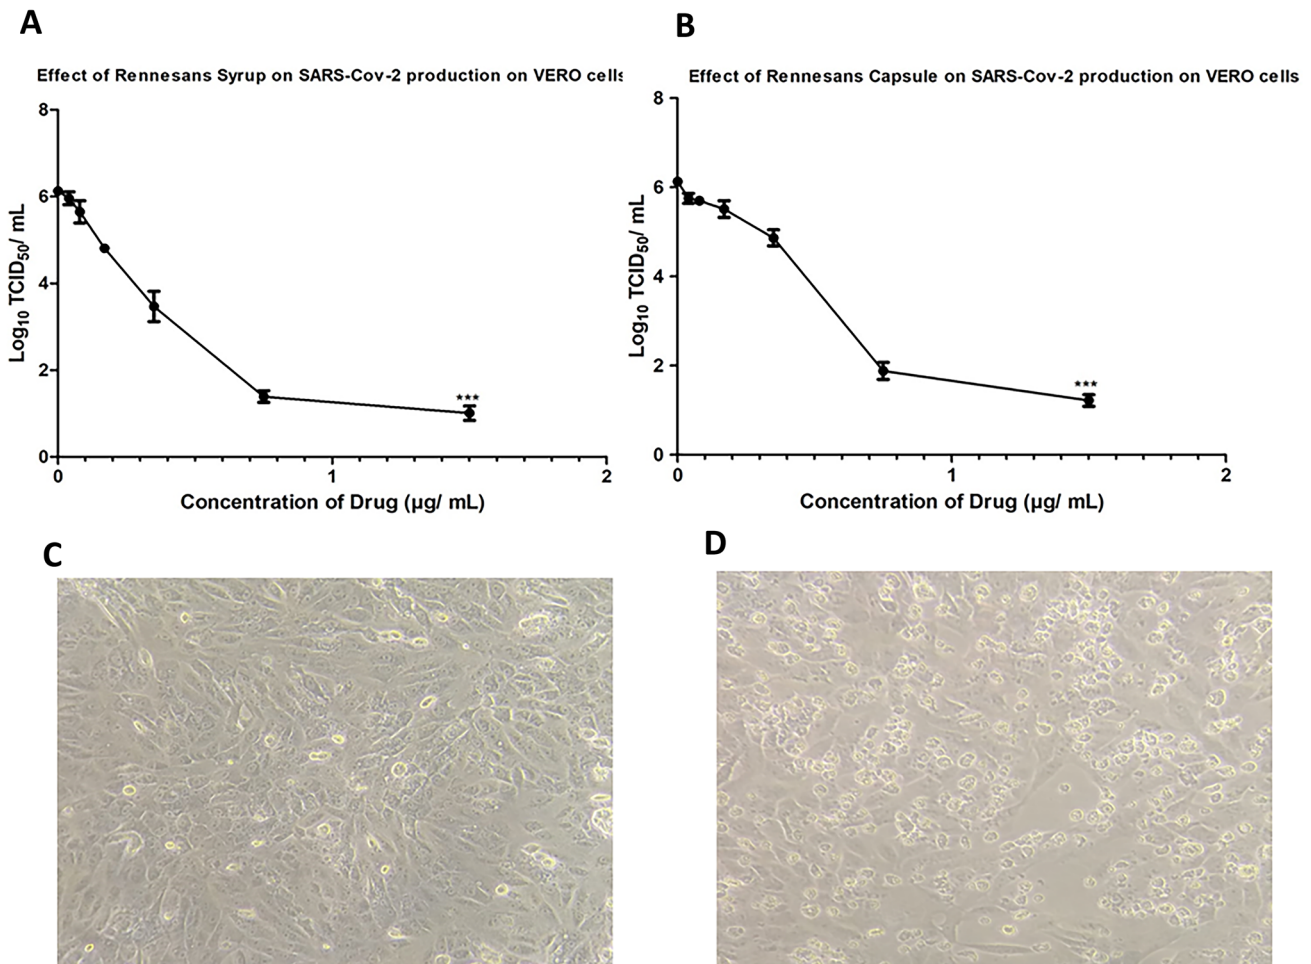 A
Effect of Rennesans Syrup on SARS-Cov-2 production on VERO cells
8
6
4
2
0
Log10 TCID50/ mL
***
0
1
2
Concentration of Drug (µg/ mL)
B
Effect of Rennesans Capsule on SARS-Cov-2 production on VERO cells
8
6
4
2
0
Log10 TCID50/ mL
***
0
1
2
Concentration of Drug (µg/ mL)
C
D